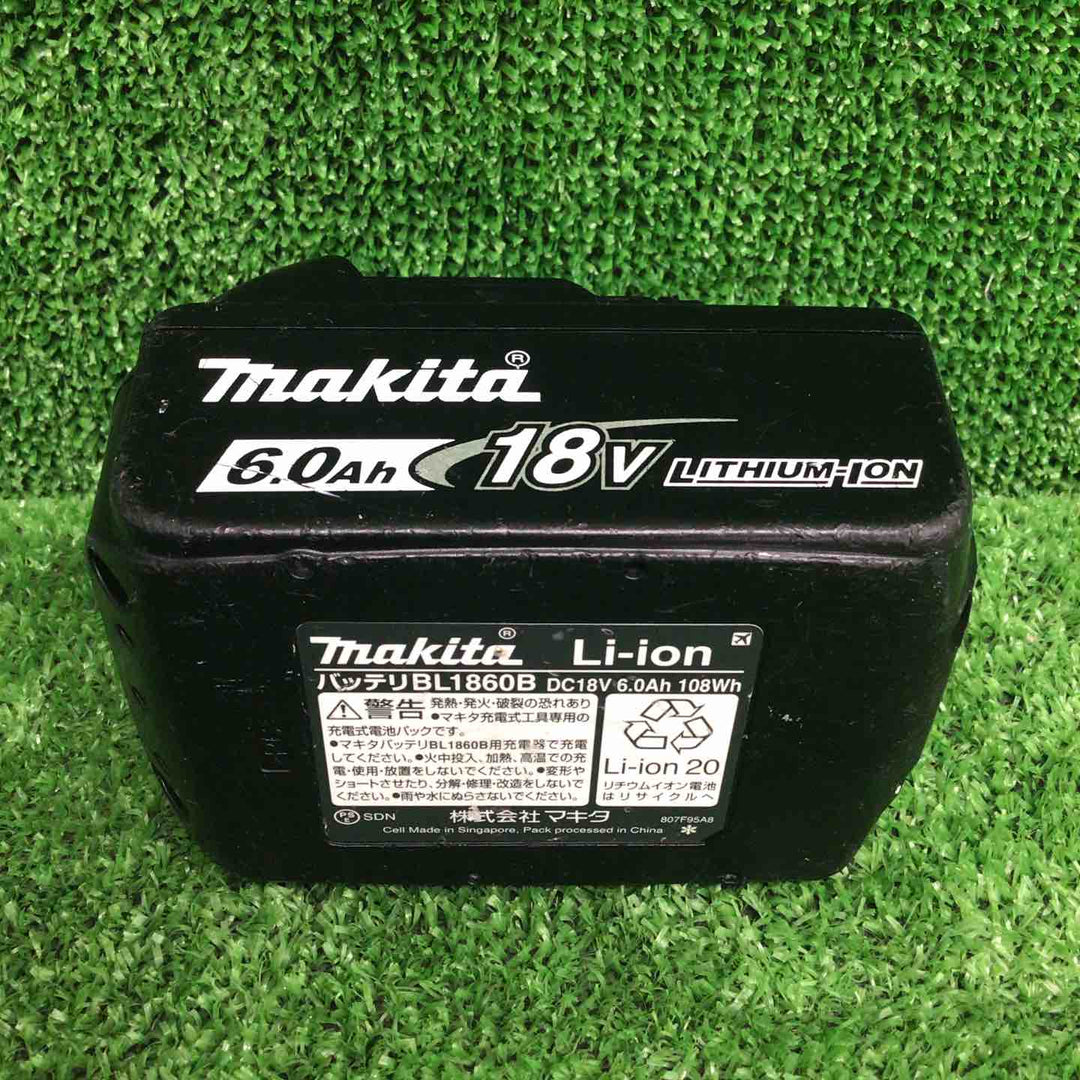 makita®
6.0Ah 18V LITHIUM-ION
makita® Li-ion
バッテリBL1860B DC18V 6.0Ah 108Wh
警告 発熱・発火・破裂の恐れあり
●マキタ充電式工具専用の
充電式電池パックです。
●マキタバッテリBL1860B用充電器で充電
してください。●火中投入、加熱、高温での充
電・使用・放置をしないでください。●変形や
ショートさせたり、分解・修理・改造をしないで
ください。●雨や水にぬらさないでください。
Li-ion 20
リチウムイオン電池
はリサイクルへ
PSE SDN 株式会社マキタ 807F95A8
Cell Made in Singapore, Pack processed in China ✻